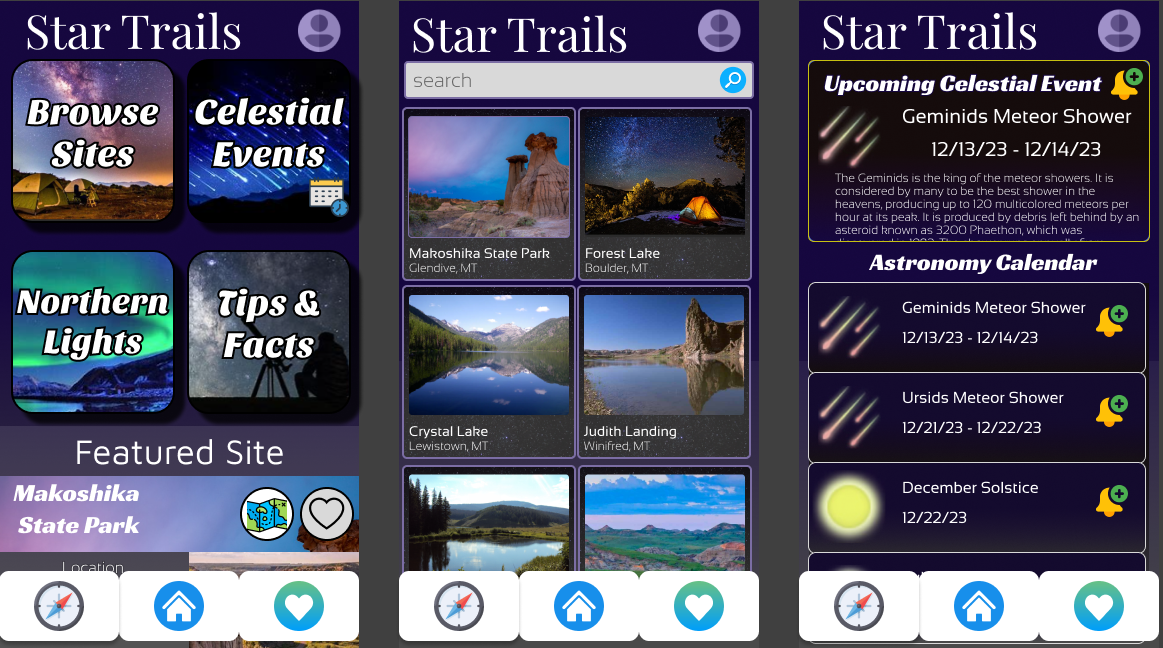 Star Trails
Browse
Sites
Celestial
Events
Northern
Lights
Tips &
Facts
Featured Site
Makoshika
State Park
Location
Star Trails
search
Makoshika State Park
Glendive, MT
Forest Lake
Boulder, MT
Crystal Lake
Lewistown, MT
Judith Landing
Winifred, MT
Star Trails
Upcoming Celestial Event
Geminids Meteor Shower
12/13/23 - 12/14/23
The Geminids is the king of the meteor showers. It is
considered by many to be the best shower in the
heavens, producing up to 120 multicolored meteors per
hour at its peak. It is produced by debris left behind by an
asteroid known as 3200 Phaethon, which was
Astronomy Calendar
Geminids Meteor Shower
12/13/23 - 12/14/23
Ursids Meteor Shower
12/21/23 - 12/22/23
December Solstice
12/22/23